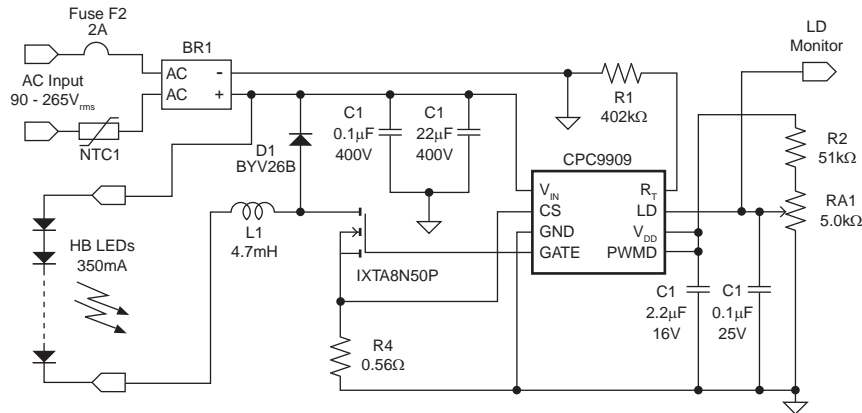 Fuse F2
2A
BR1
AC
-
AC
+
AC Input
90 - 265Vrms
NTC1
LD
Monitor
R1
402kΩ
C1
0.1µF
400V
C1
22µF
400V
D1
BYV26B
R2
51kΩ
RA1
5.0kΩ
CPC9909
VIN
RT
CS
LD
GND
VDD
GATE
PWMD
L1
4.7mH
HB LEDs
350mA
IXTA8N50P
R4
0.56Ω
C1
2.2µF
16V
C1
0.1µF
25V